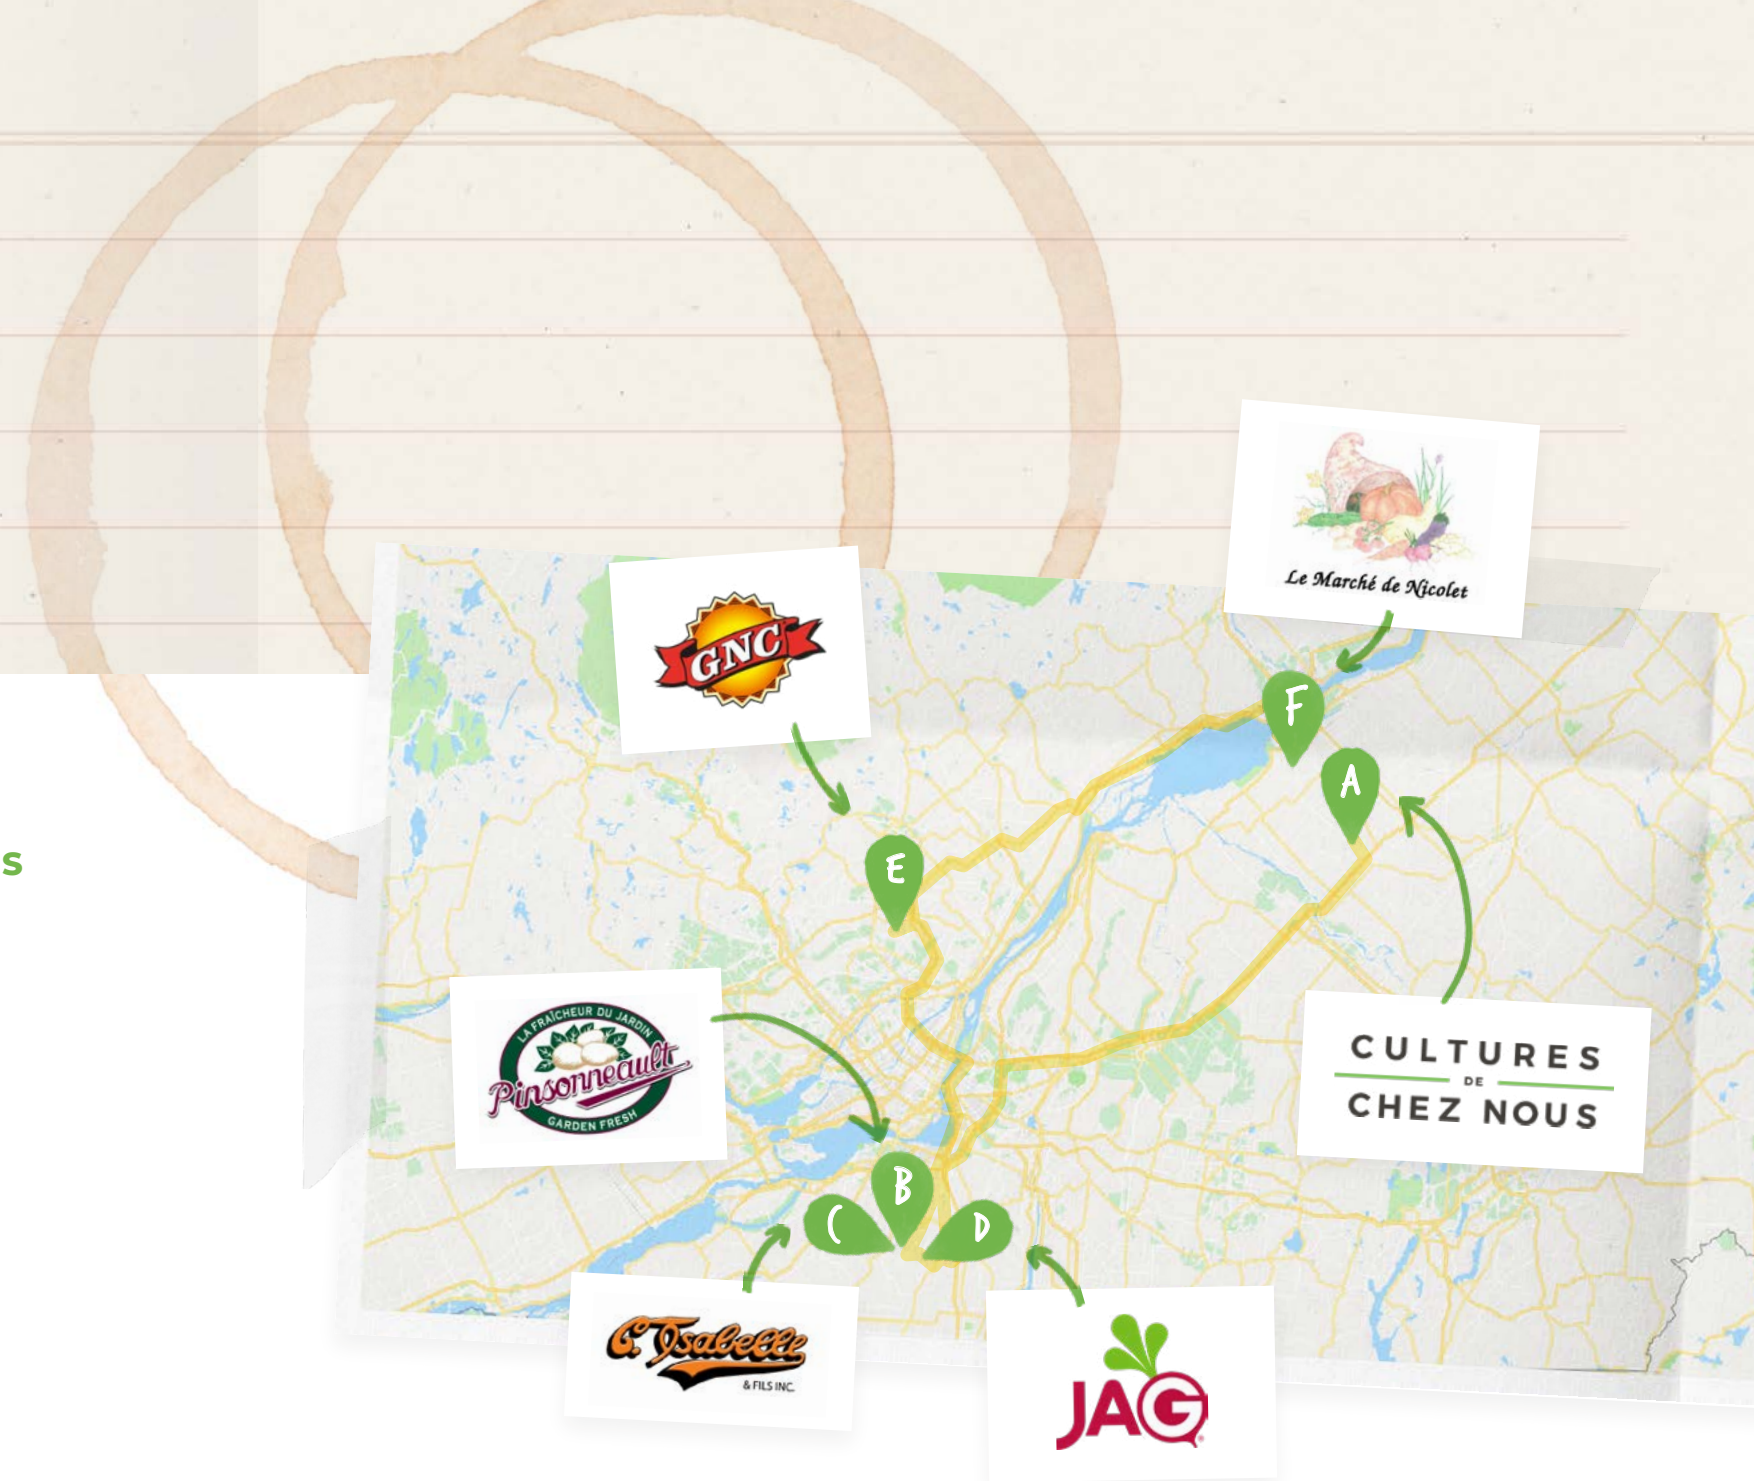 Le Marché de Nicolet
GNC
F
A
s
E
LA FRAÎCHEUR DU JARDIN
Pinsonneault
GARDEN FRESH
CULTURES
DE
CHEZ NOUS
B
C
D
G. Ysabelle
& FILS INC.
JAG